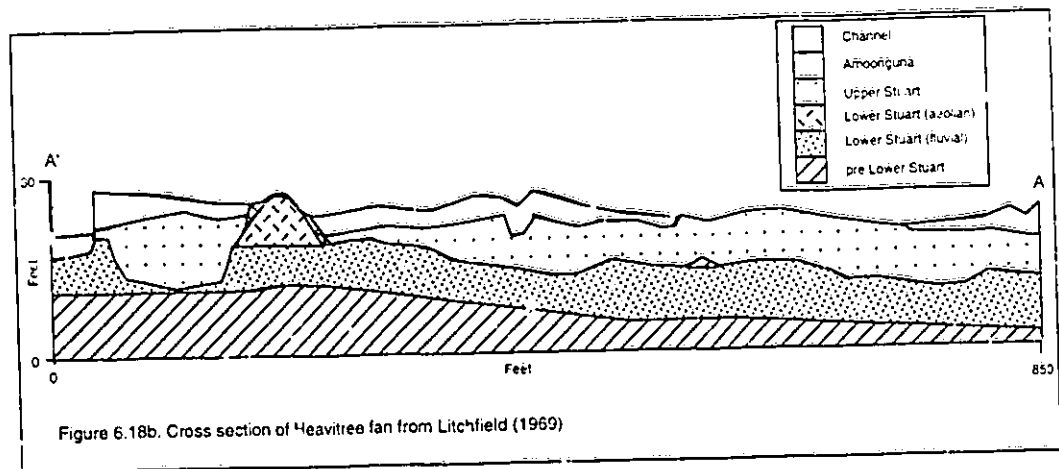 Channel
Amoonguna
Upper Stuart
Lower Stuart (aeolian)
Lower Stuart (fluvial)
pre Lower Stuart
A'
A
Feet
0
0
Feet
850
Figure 6.18b. Cross section of Heavitree fan from Litchfield (1969)